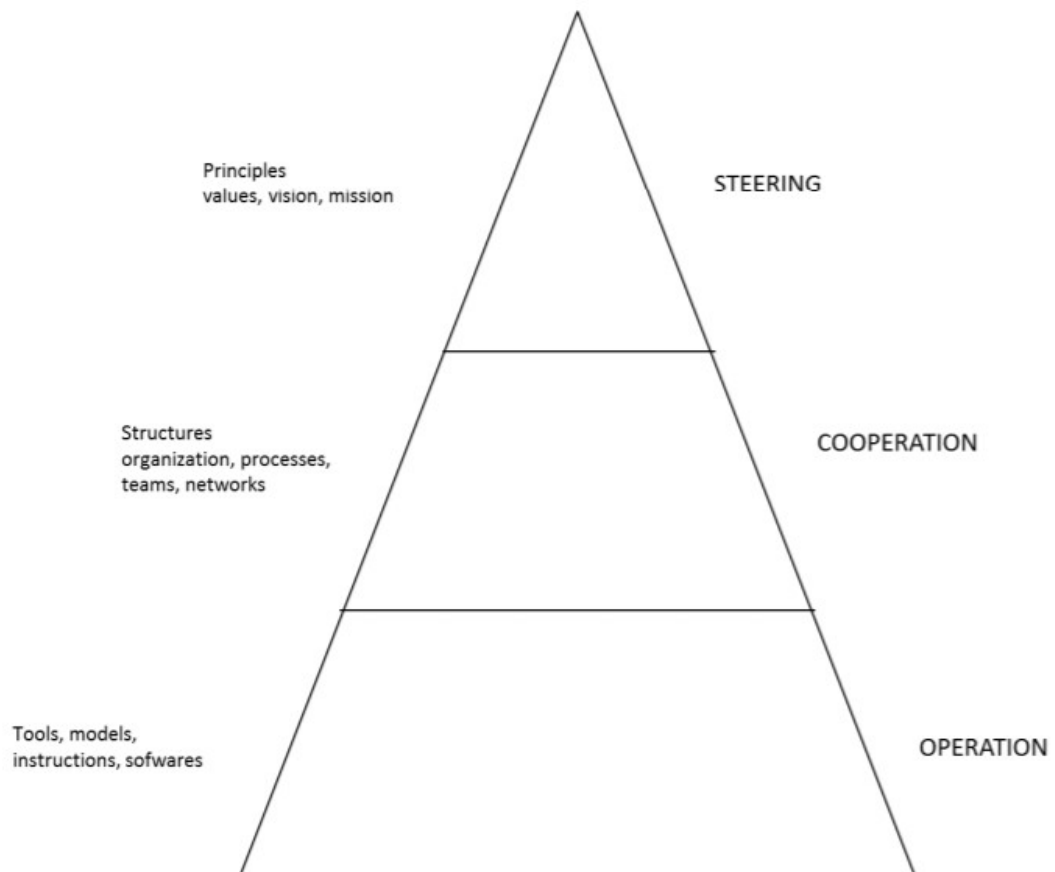 Principles
values, vision, mission
STEERING
Structures
organization, processes,
teams, networks
COOPERATION
Tools, models,
instructions, sofwares
OPERATION